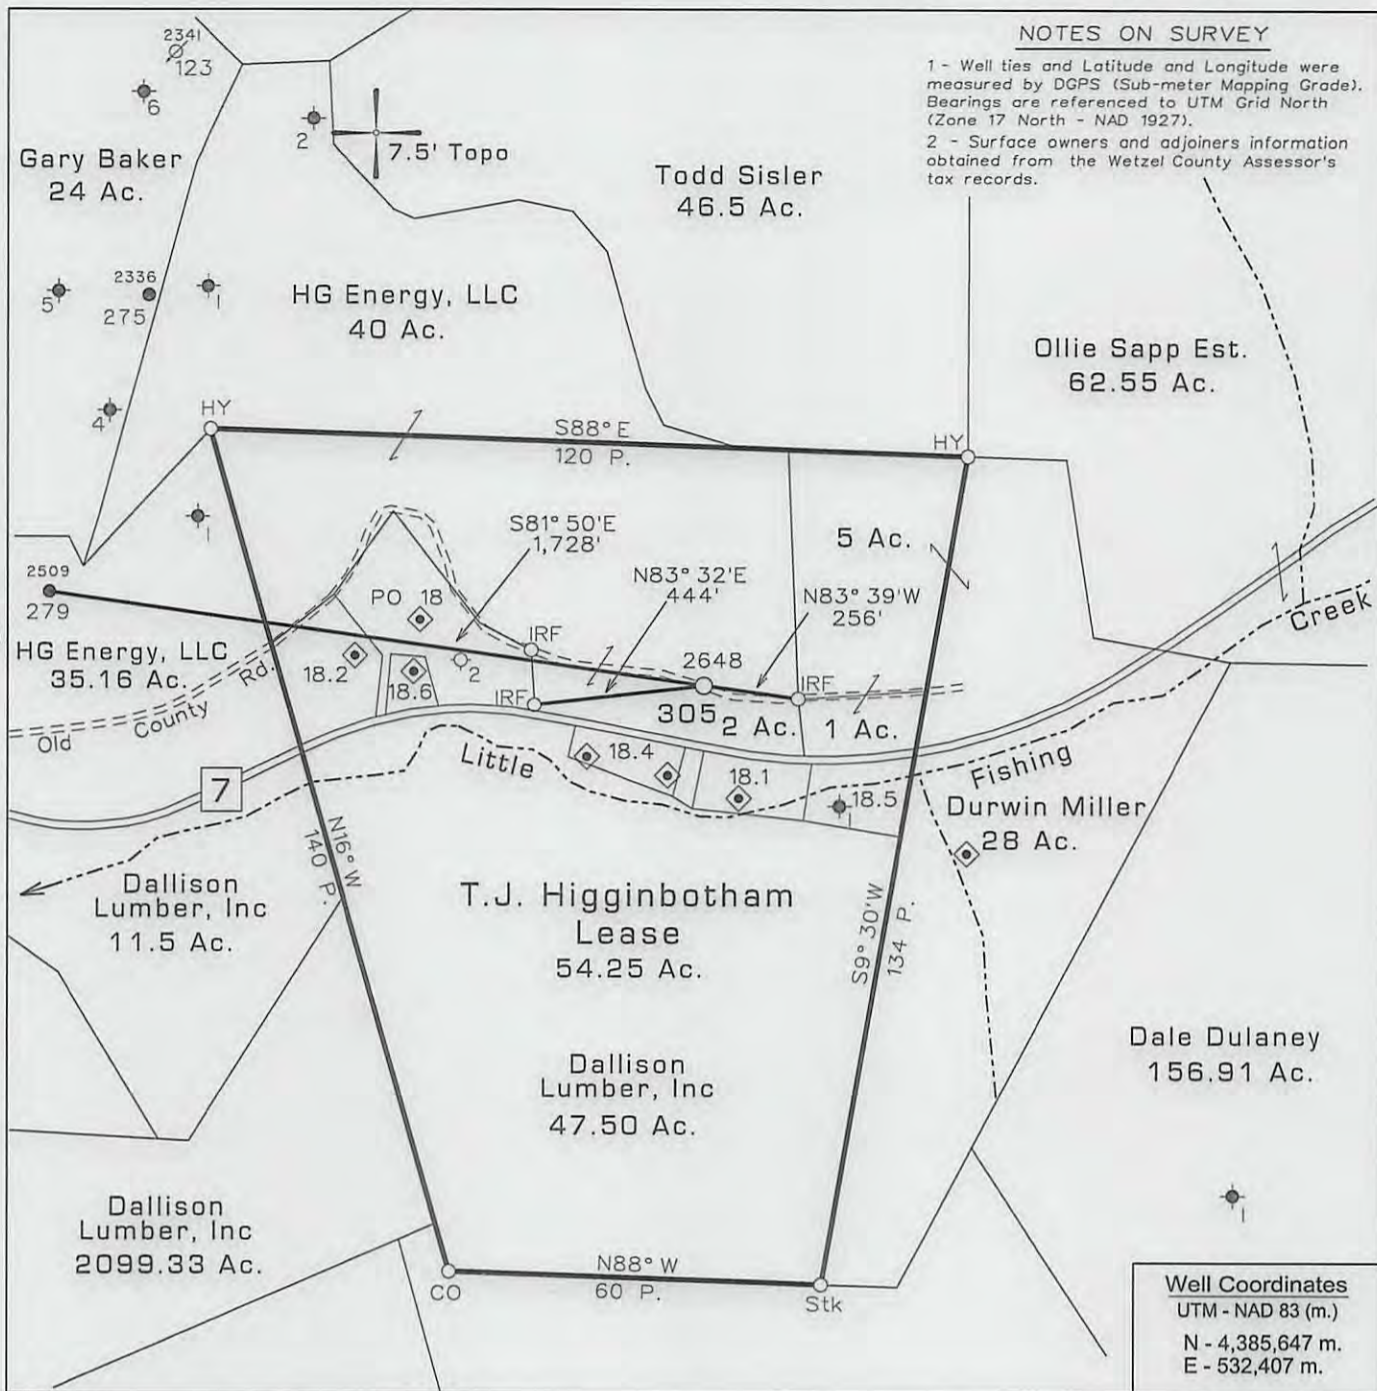 NOTES ON SURVEY
1 - Well ties and Latitude and Longitude were
measured by DGPS (Sub-meter Mapping Grade).
Bearings are referenced to UTM Grid North
(Zone 17 North - NAD 1927).
2 - Surface owners and adjoiners information
obtained from the Wetzel County Assessor's
tax records.
2341
123
6
2
7.5' Topo
Gary Baker
24 Ac.
Todd Sisler
46.5 Ac.
5
2336
275
1
HG Energy, LLC
40 Ac.
Ollie Sapp Est.
62.55 Ac.
4
HY
S88° E
120 P.
HY
1
S81° 50'E
1,728'
5 Ac.
2509
279
N83° 32'E
444'
N83° 39'W
256'
PO 18
IRF
HG Energy, LLC
35.16 Ac.
18.2
18.6
2
2648
IRF
IRF
305
2 Ac.
1 Ac.
Old County Rd.
Creek
7
Little
18.4
18.1
18.5
1
Fishing
Durwin Miller
28 Ac.
N16° W
140 P.
Dallison
Lumber, Inc
11.5 Ac.
T.J. Higginbotham
Lease
54.25 Ac.
S9° 30'W
134 P.
Dallison
Lumber, Inc
47.50 Ac.
Dale Dulaney
156.91 Ac.
1
Dallison
Lumber, Inc
2099.33 Ac.
CO
N88° W
60 P.
Stk
Well Coordinates
UTM - NAD 83 (m.)
N - 4,385,647 m.
E - 532,407 m.